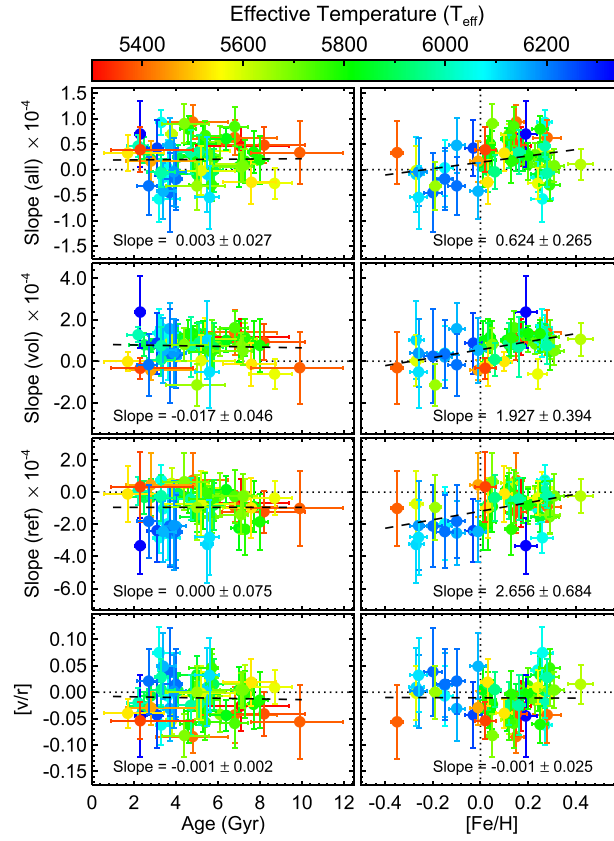 Effective Temperature (T_eff)
5400 5600 5800 6000 6200
Slope (all) ×10^-4
1.5
1.0
0.5
0.0
-0.5
-1.0
-1.5
Slope = 0.003 ± 0.027
Slope = 0.624 ± 0.265
Slope (vol) ×10^-4
4.0
2.0
0.0
-2.0
Slope = -0.017 ± 0.046
Slope = 1.927 ± 0.394
Slope (ref) ×10^-4
2.0
0.0
-2.0
-4.0
-6.0
Slope = 0.000 ± 0.075
Slope = 2.656 ± 0.684
[v/r]
0.10
0.05
0.00
-0.05
-0.10
-0.15
Slope = -0.001 ± 0.002
Slope = -0.001 ± 0.025
0 2 4 6 8 10 12
-0.4 -0.2 0.0 0.2 0.4
Age (Gyr)
[Fe/H]